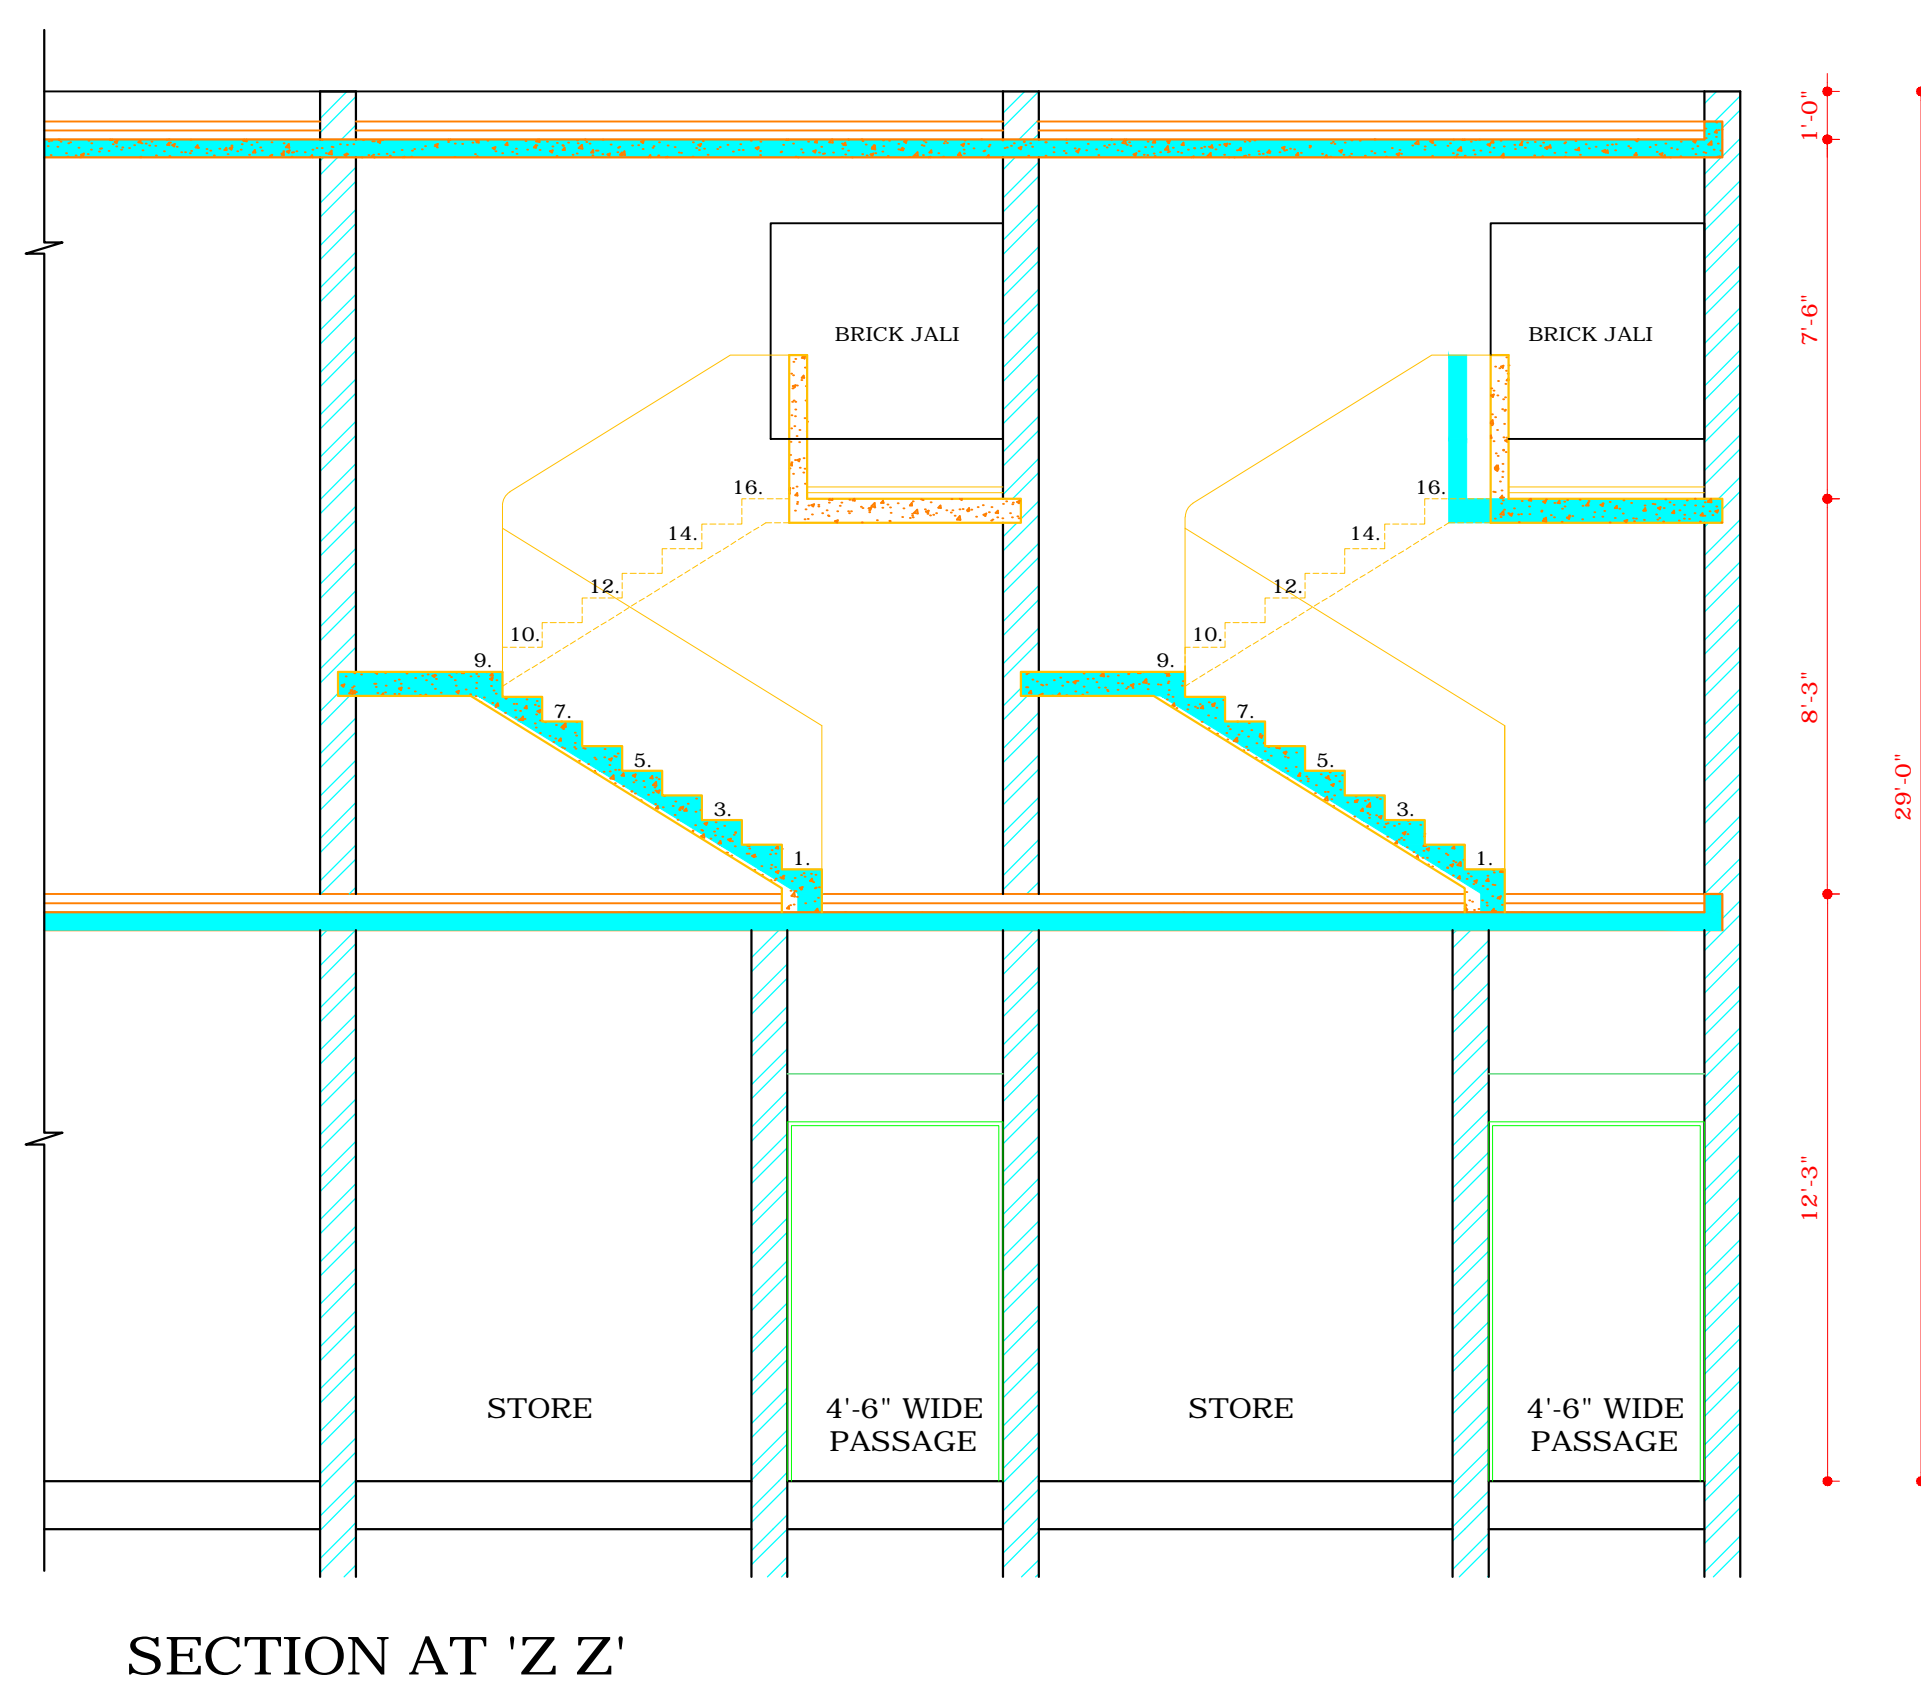 1'-0"
7'-6"
8'-3"
12'-3"
29'-0"
BRICK JALI
BRICK JALI
16.
14.
12.
10.
9.
7.
5.
3.
1.
16.
14.
12.
10.
9.
7.
5.
3.
1.
STORE
4'-6" WIDE
PASSAGE
STORE
4'-6" WIDE
PASSAGE
SECTION AT 'Z Z'